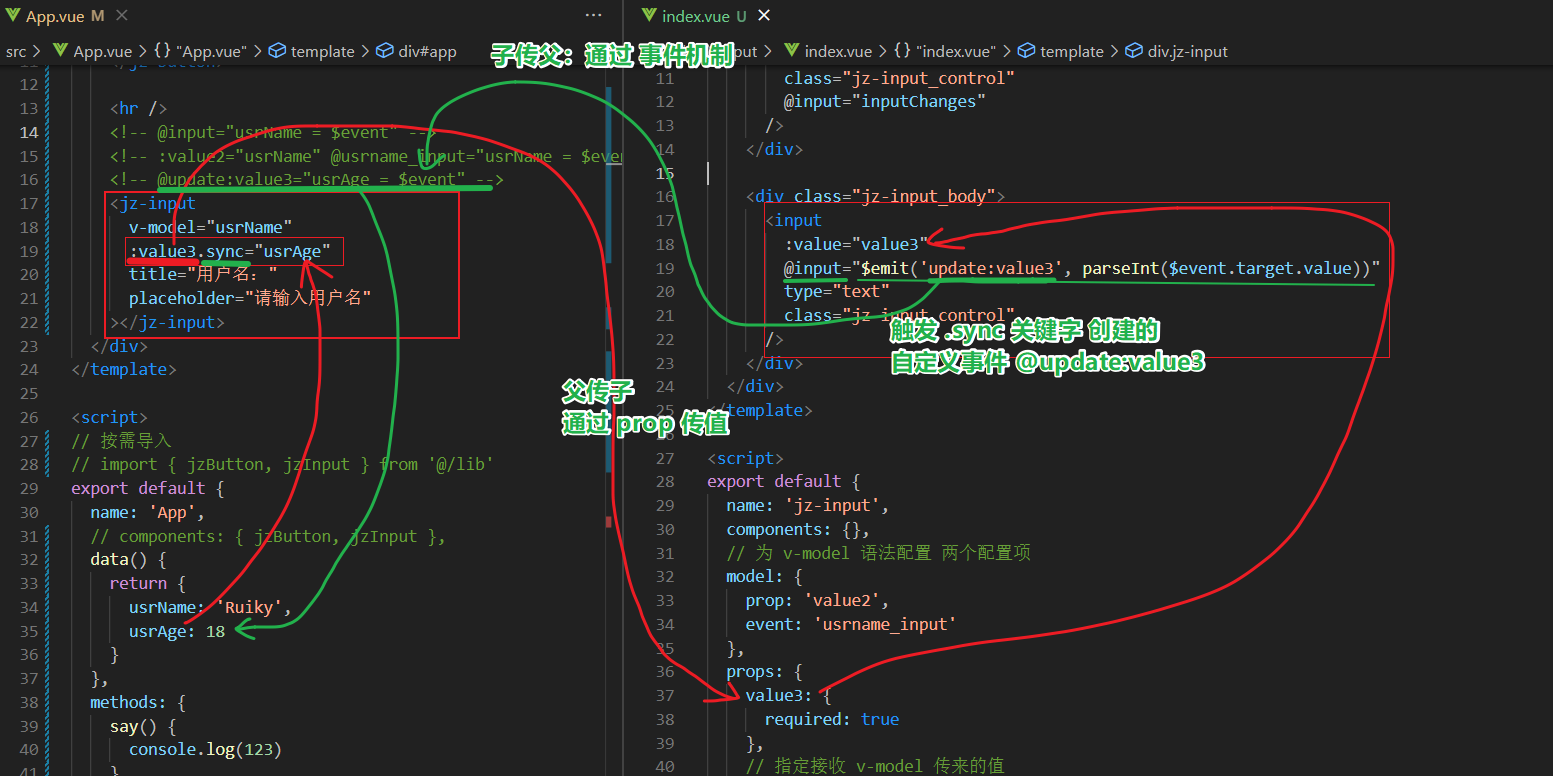 App.vue M
src > App.vue > {} "App.vue" > template > div#app
12
13 <hr />
14 <!-- @input="usrName = $event" -->
15 <!-- :value2="usrName" @usrname_input="usrName = $even
16 <!-- @update:value3="usrAge = $event" -->
17 <jz-input
18 v-model="usrName"
19 :value3.sync="usrAge"
20 title="用户名："
21 placeholder="请输入用户名"
22 ></jz-input>
23 </div>
24 </template>
25
26 <script>
27 // 按需导入
28 // import { jzButton, jzInput } from '@/lib'
29 export default {
30 name: 'App',
31 // components: { jzButton, jzInput },
32 data() {
33 return {
34 usrName: 'Ruiky',
35 usrAge: 18
36 }
37 },
38 methods: {
39 say() {
40 console.log(123)
41 }
子传父：通过 事件机制
父传子
通过 prop 传值
index.vue U
put > index.vue > {} "index.vue" > template > div.jz-input
11 class="jz-input_control"
12 @input="inputChanges"
13 />
14 </div>
15
16 <div class="jz-input_body">
17 <input
18 :value="value3"
19 @input="$emit('update:value3', parseInt($event.target.value))"
20 type="text"
21 class="jz-input_control"
22 />
23 </div>
24 </div>
25 </template>
26
27 <script>
28 export default {
29 name: 'jz-input',
30 components: {},
31 // 为 v-model 语法配置 两个配置项
32 model: {
33 prop: 'value2',
34 event: 'usrname_input'
35 },
36 props: {
37 value3: {
38 required: true
39 },
40 // 指定接收 v-model 传来的值
触发 .sync 关键字 创建的
自定义事件 @update:value3